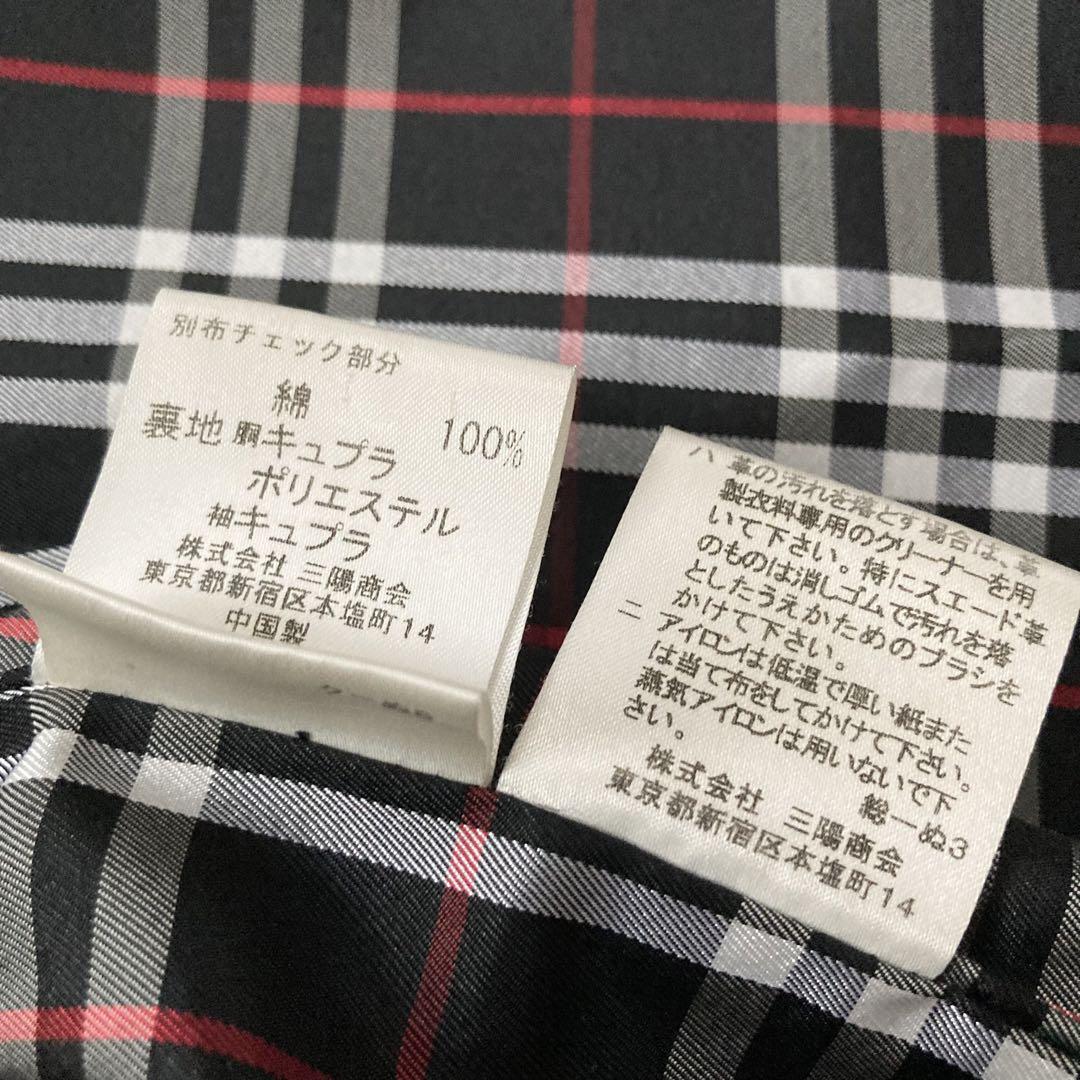 別布チェック部分
綿 100%
裏地 胴キュプラ
ポリエステル
袖キュプラ
株式会社 三陽商会
東京都新宿区本塩町14
中国製
ハ 革の汚れを落とす場合は、革
製衣料専用のクリーナーを用
いて下さい。特にスエード革
のものは消しゴムで汚れを落
としたうえかためのブラシを
かけて下さい。
ニ アイロンは低温で厚い紙また
は当て布をしてかけて下さい。
蒸気アイロンは用いないで下
さい。 総ーぬ3
株式会社 三陽商会
東京都新宿区本塩町14